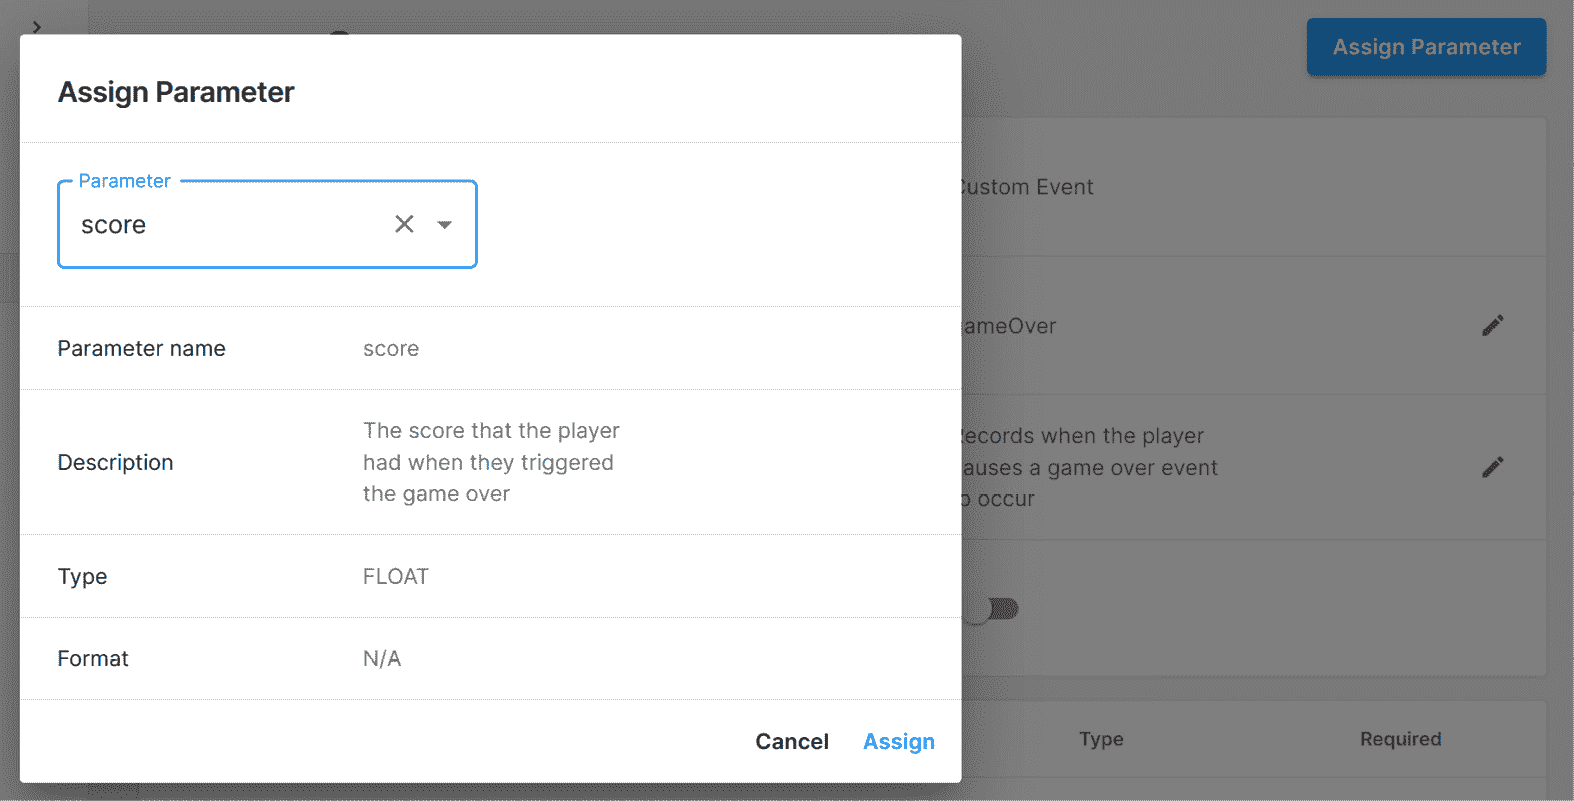 Assign Parameter
Assign Parameter
Parameter
score
Parameter name score
Description
The score that the player
had when they triggered
the game over
Type FLOAT
Format N/A
Cancel Assign
Custom Event
ameOver
Records when the player
auses a game over event
occur
Type Required